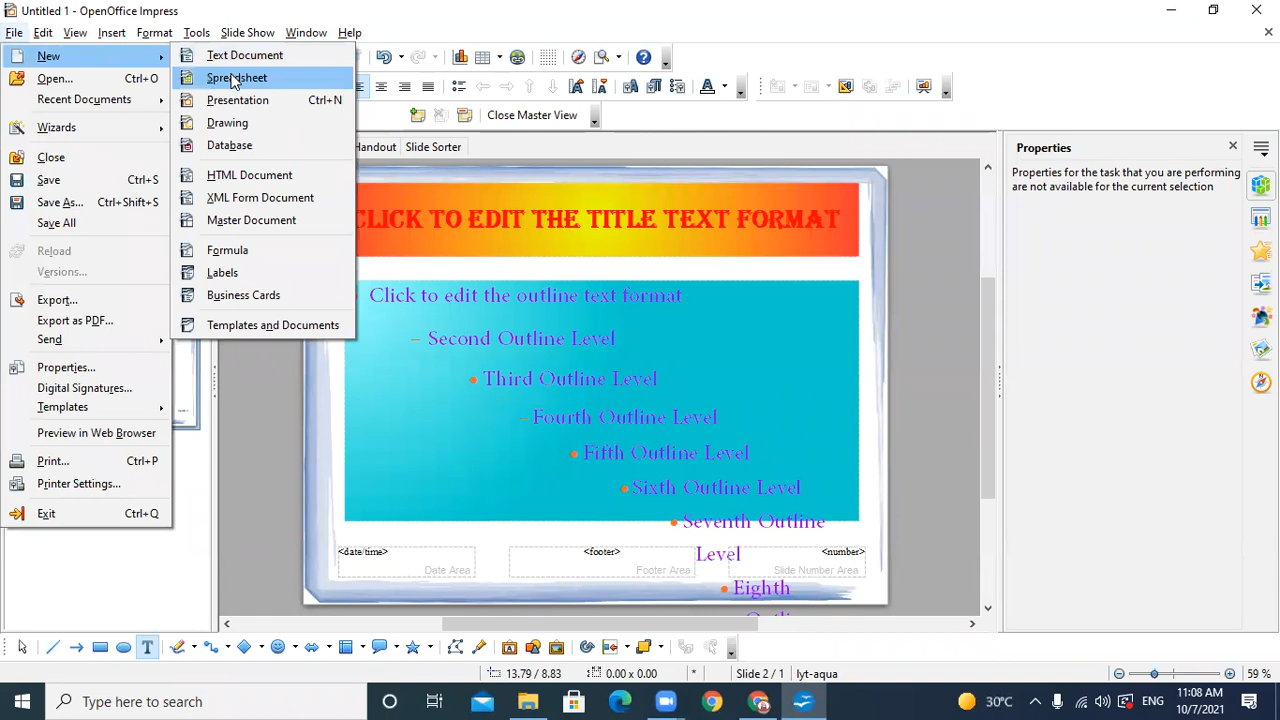 Untitled 1 - OpenOffice Impress
File Edit View Insert Format Tools Slide Show Window Help
New
Open... Ctrl+O
Recent Documents
Wizards
Close
Save Ctrl+S
Save As... Ctrl+Shift+S
Save All
Reload
Versions...
Export...
Export as PDF...
Send
Properties...
Digital Signatures...
Templates
Preview in Web Browser
Print... Ctrl+P
Printer Settings...
Exit Ctrl+Q
Text Document
Spreadsheet
Presentation Ctrl+N
Drawing
Database
HTML Document
XML Form Document
Master Document
Formula
Labels
Business Cards
Templates and Documents
Close Master View
Handout Slide Sorter
CLICK TO EDIT THE TITLE TEXT FORMAT
Click to edit the outline text format
– Second Outline Level
• Third Outline Level
– Fourth Outline Level
• Fifth Outline Level
• Sixth Outline Level
• Seventh Outline
Level
• Eighth
<date/time> <footer> <number>
Date Area Footer Area Slide Number Area
Properties
Properties for the task that you are performing
are not available for the current selection
13.79 / 8.83 0.00 x 0.00 * Slide 2 / 1 lyt-aqua 59 %
Type here to search
30°C ENG 11:08 AM
10/7/2021